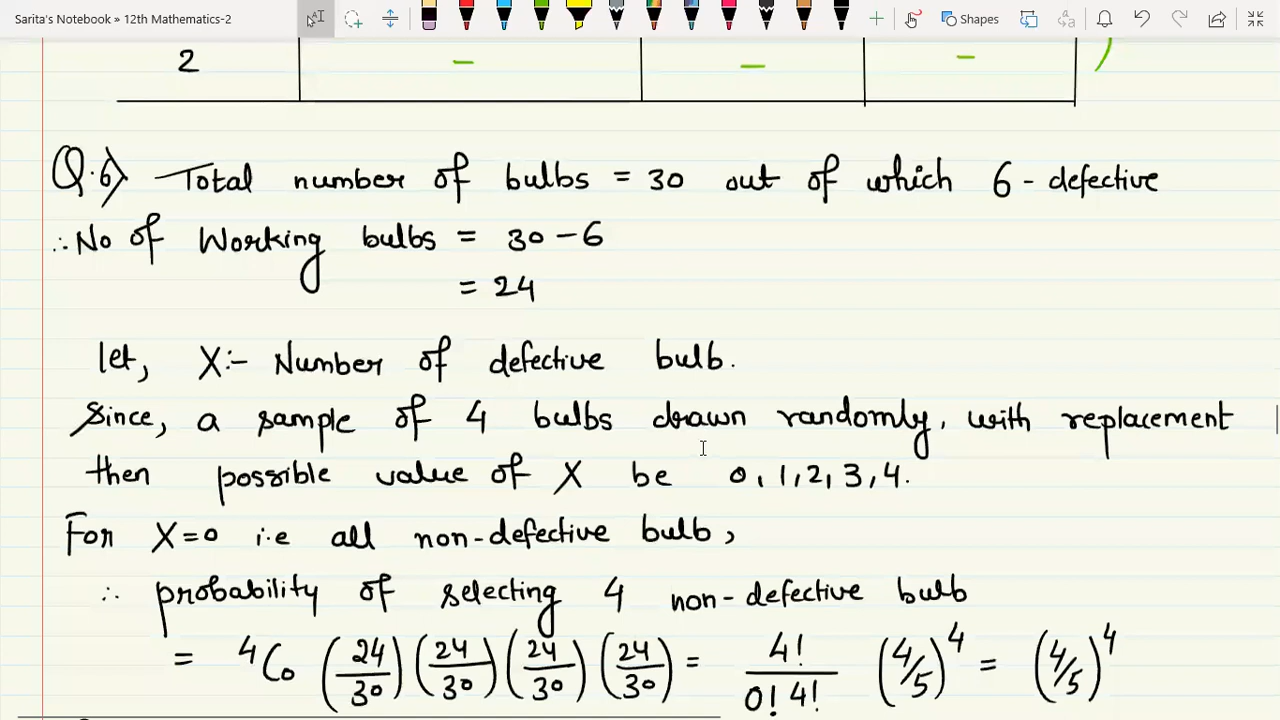 Sarita's Notebook » 12th Mathematics-2
Shapes
2 - - -
Q.6) Total number of bulbs = 30 out of which 6 - defective
∴ No of Working bulbs = 30 - 6
= 24
let, X:- Number of defective bulb.
Since, a sample of 4 bulbs drawn randomly, with replacement
then possible value of X be 0, 1, 2, 3, 4.
For X=0 i.e all non-defective bulb,
∴ probability of selecting 4 non-defective bulb
= ⁴C₀ (24/30) (24/30) (24/30) (24/30) = 4!/(0! 4!) (4/5)⁴ = (4/5)⁴